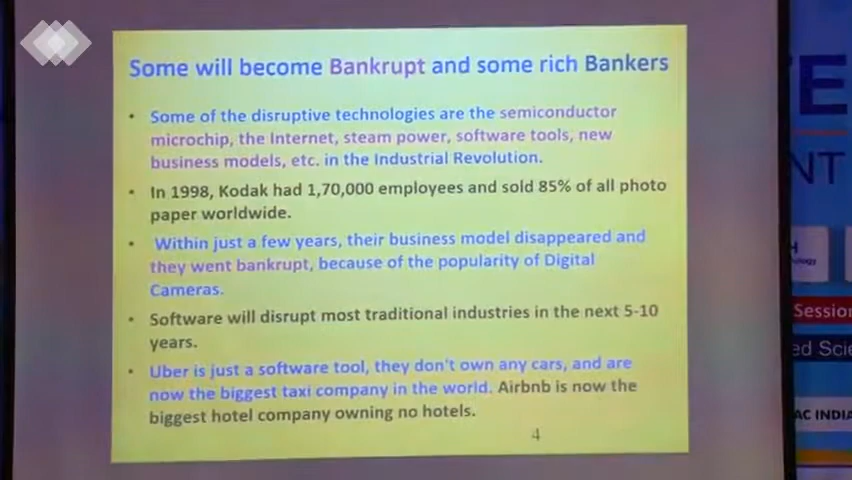 Some will become Bankrupt and some rich Bankers
• Some of the disruptive technologies are the semiconductor
microchip, the Internet, steam power, software tools, new
business models, etc. in the Industrial Revolution.
• In 1998, Kodak had 1,70,000 employees and sold 85% of all photo
paper worldwide.
• Within just a few years, their business model disappeared and
they went bankrupt, because of the popularity of Digital
Cameras.
• Software will disrupt most traditional industries in the next 5-10
years.
• Uber is just a software tool, they don't own any cars, and are
now the biggest taxi company in the world. Airbnb is now the
biggest hotel company owning no hotels.
4
E
NT
H
Session
ed Scie
AC INDIA